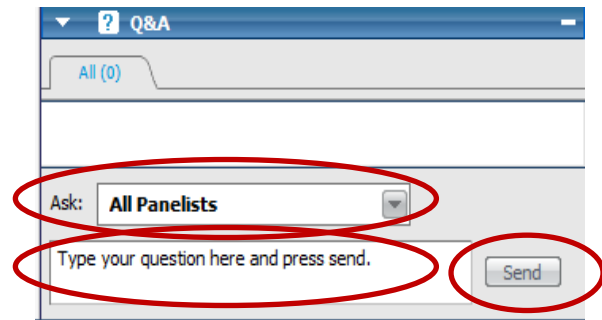 ? Q&A
All (0)
Ask: All Panelists
Type your question here and press send.
Send